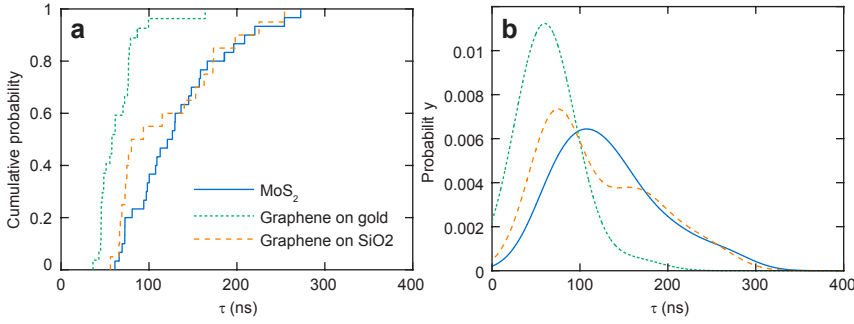 a
Cumulative probability
1
0.8
0.6
0.4
0.2
0
MoS2
Graphene on gold
Graphene on SiO2
0 100 200 300 400
τ (ns)
b
Probabilit y
0.01
0.008
0.006
0.004
0.002
0
0 100 200 300 400
τ (ns)